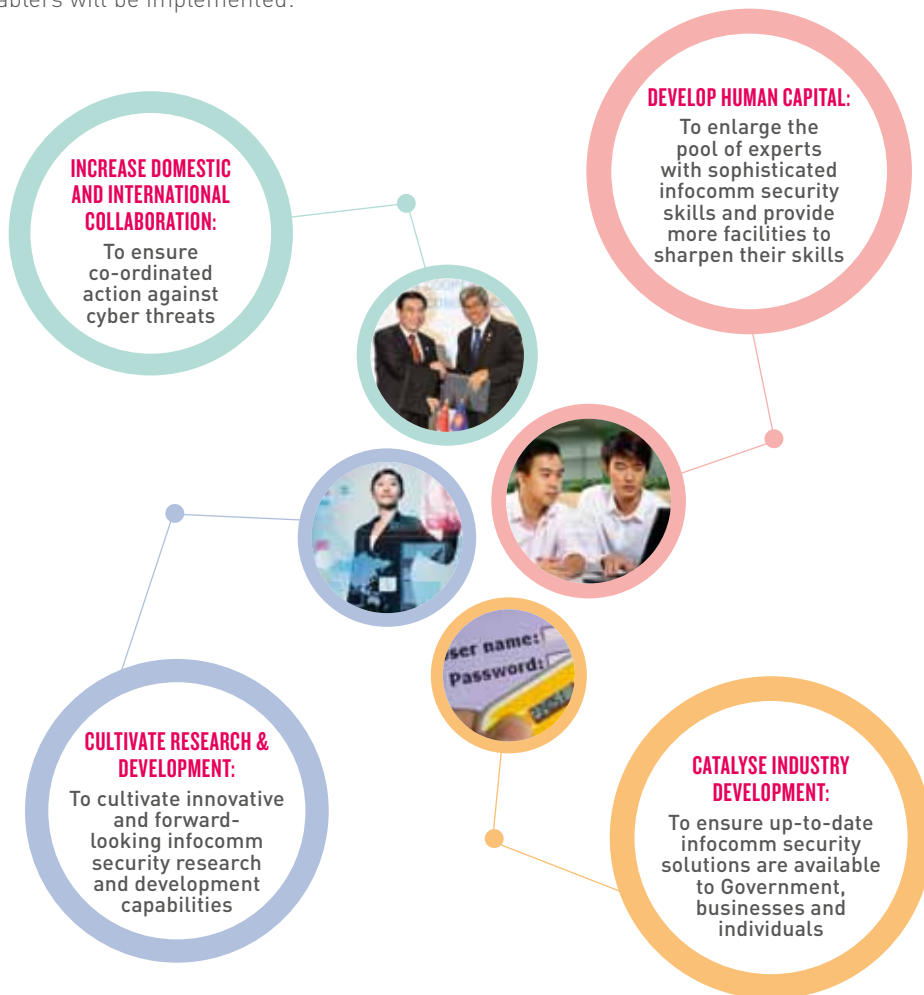 will be implemented.
INCREASE DOMESTIC
AND INTERNATIONAL
COLLABORATION:
To ensure
co-ordinated
action against
cyber threats
DEVELOP HUMAN CAPITAL:
To enlarge the
pool of experts
with sophisticated
infocomm security
skills and provide
more facilities to
sharpen their skills
ser name:
Password:
CULTIVATE RESEARCH &
DEVELOPMENT:
To cultivate innovative
and forward-
looking infocomm
security research
and development
capabilities
CATALYSE INDUSTRY
DEVELOPMENT:
To ensure up-to-date
infocomm security
solutions are available
to Government,
businesses and
individuals